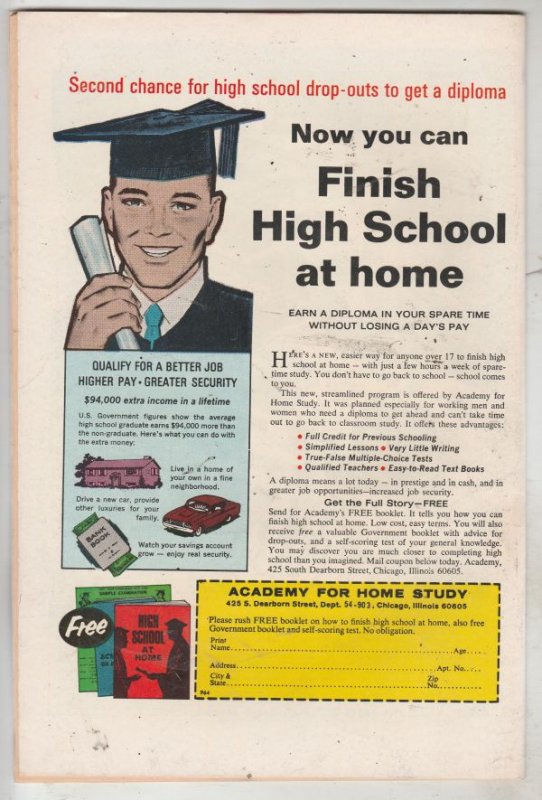 Second chance for high school drop-outs to get a diploma
Now you can
Finish
High School
at home
EARN A DIPLOMA IN YOUR SPARE TIME
WITHOUT LOSING A DAY'S PAY
HERE'S A NEW, easier way for anyone over 17 to finish high
school at home — with just a few hours a week of spare-
time study. You don't have to go back to school — school comes
to you.
This new, streamlined program is offered by Academy for
Home Study. It was planned especially for working men and
women who need a diploma to get ahead and can't take time
out to go back to classroom study. It offers these advantages:
• Full Credit for Previous Schooling
• Simplified Lessons • Very Little Writing
• True-False Multiple-Choice Tests
• Qualified Teachers • Easy-to-Read Text Books
A diploma means a lot today — in prestige and in cash, and in
greater job opportunities—increased job security.
Get the Full Story—FREE
Send for Academy's FREE booklet. It tells you how you can
finish high school at home. Low cost, easy terms. You will also
receive free a valuable Government booklet with advice for
drop-outs, and a self-scoring test of your general knowledge.
You may discover you are much closer to completing high
school than you imagined. Mail coupon below today. Academy,
425 South Dearborn Street, Chicago, Illinois 60605.
QUALIFY FOR A BETTER JOB
HIGHER PAY • GREATER SECURITY
$94,000 extra income in a lifetime
U.S. Government figures show the average
high school graduate earns $94,000 more than
the non-graduate. Here's what you can do with
the extra money:
Live in a home of
your own in a fine
neighborhood.
Drive a new car, provide
other luxuries for your
family.
BANK
BOOK
Watch your savings account
grow — enjoy real security.
Free
SAMPLE EXAMINATION
HIGH
SCHOOL
AT
HOME
ACADEMY FOR HOME STUDY
425 S. Dearborn Street, Dept. 54-903, Chicago, Illinois 60605
Please rush FREE booklet on how to finish high school at home, also free
Government booklet and self-scoring test. No obligation.
Print
Name Age
Address Apt. No.
City & Zip
State No.